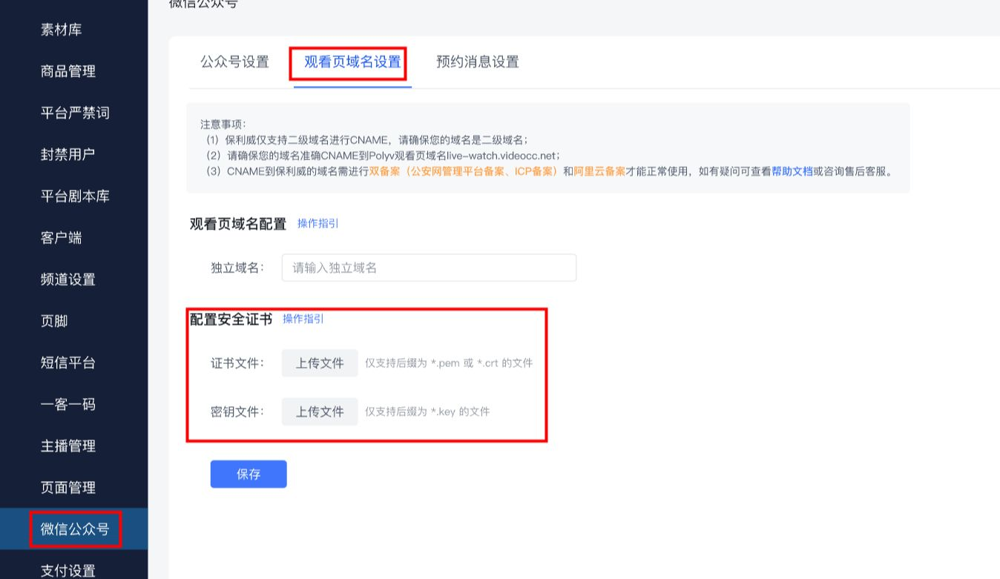 微信公众号
素材库
商品管理
平台严禁词
封禁用户
平台剧本库
客户端
频道设置
页脚
短信平台
一客一码
主播管理
页面管理
微信公众号
支付设置
公众号设置 观看页域名设置 预约消息设置
注意事项：
（1）保利威仅支持二级域名进行CNAME，请确保您的域名是二级域名；
（2）请确保您的域名准确CNAME到Polyv观看页域名live-watch.videocc.net；
（3）CNAME到保利威的域名需进行双备案（公安网管理平台备案、ICP备案）和阿里云备案才能正常使用，如有疑问可查看帮助文档或咨询售后客服。
观看页域名配置 操作指引
独立域名： 请输入独立域名
配置安全证书 操作指引
证书文件： 上传文件 仅支持后缀为 *.pem 或 *.crt 的文件
密钥文件： 上传文件 仅支持后缀为 *.key 的文件
保存